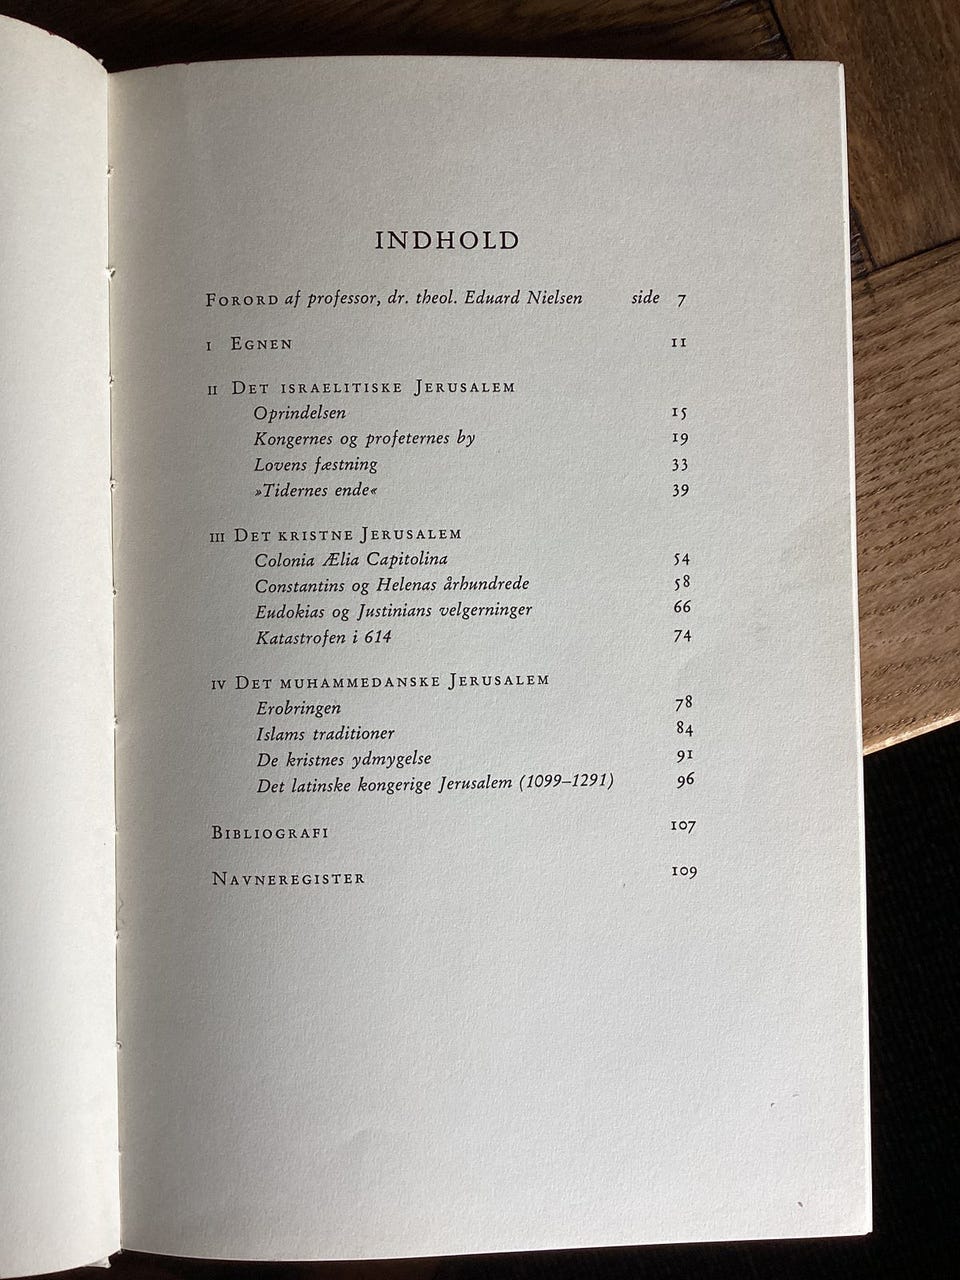 INDHOLD
FORORD af professor, dr. theol. Eduard Nielsen side 7
I EGNEN 11
II DET ISRAELITISKE JERUSALEM
Oprindelsen 15
Kongernes og profeternes by 19
Lovens fæstning 33
»Tidernes ende« 39
III DET KRISTNE JERUSALEM
Colonia Ælia Capitolina 54
Constantins og Helenas århundrede 58
Eudokias og Justinians velgerninger 66
Katastrofen i 614 74
IV DET MUHAMMEDANSKE JERUSALEM
Erobringen 78
Islams traditioner 84
De kristnes ydmygelse 91
Det latinske kongerige Jerusalem (1099–1291) 96
BIBLIOGRAFI 107
NAVNEREGISTER 109